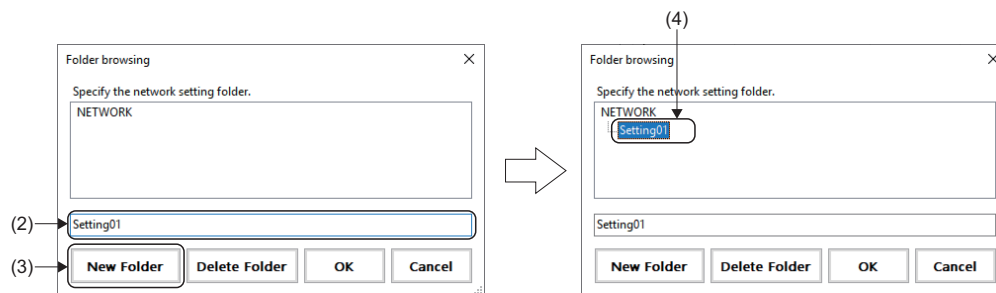 (4)
Folder browsing
Specify the network setting folder.
NETWORK
(2) Setting01
(3) New Folder Delete Folder OK Cancel
Folder browsing
Specify the network setting folder.
NETWORK
Setting01
Setting01
New Folder Delete Folder OK Cancel